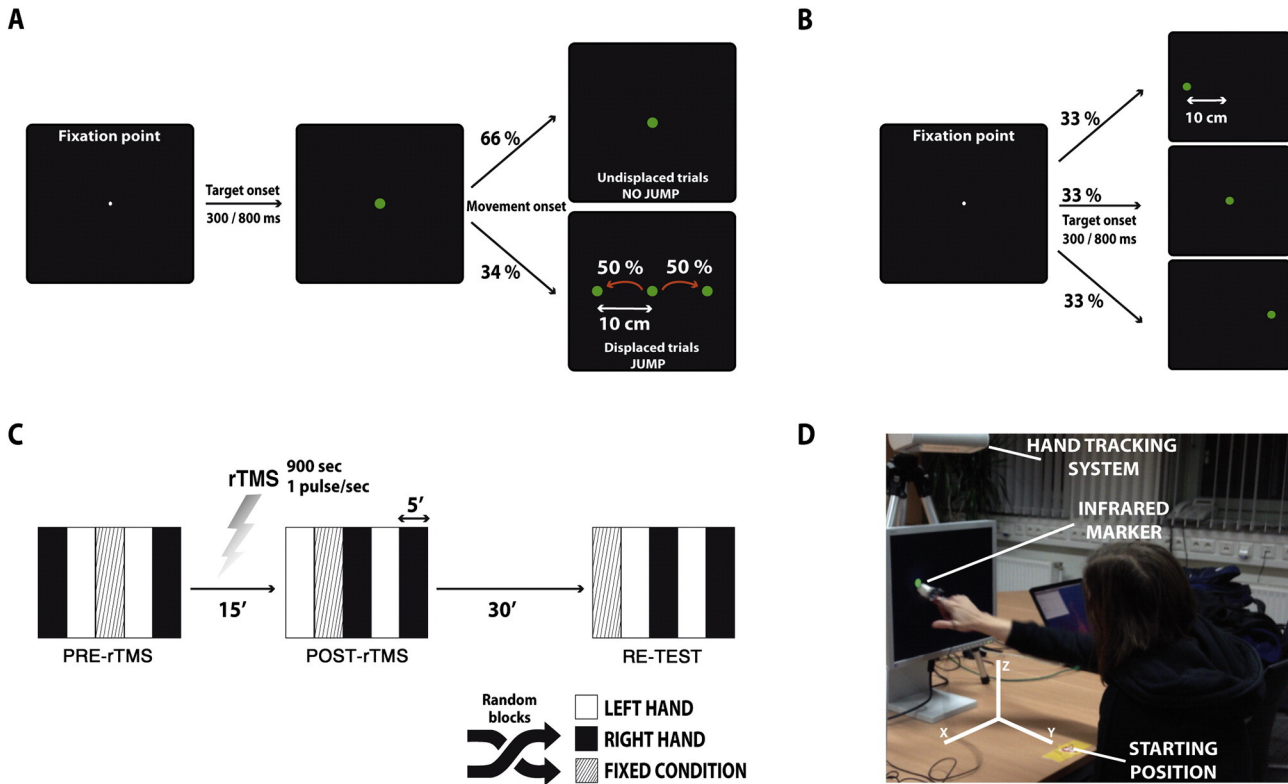 A
Fixation point
Target onset
300 / 800 ms
66 %
Movement onset
34 %
Undisplaced trials
NO JUMP
50 %
50 %
10 cm
Displaced trials
JUMP
B
Fixation point
33 %
33 %
Target onset
300 / 800 ms
33 %
10 cm
C
rTMS
900 sec
1 pulse/sec
5’
15’
30’
PRE-rTMS
POST-rTMS
RE-TEST
Random
blocks
LEFT HAND
RIGHT HAND
FIXED CONDITION
D
HAND TRACKING
SYSTEM
INFRARED
MARKER
Z
X
Y
STARTING
POSITION